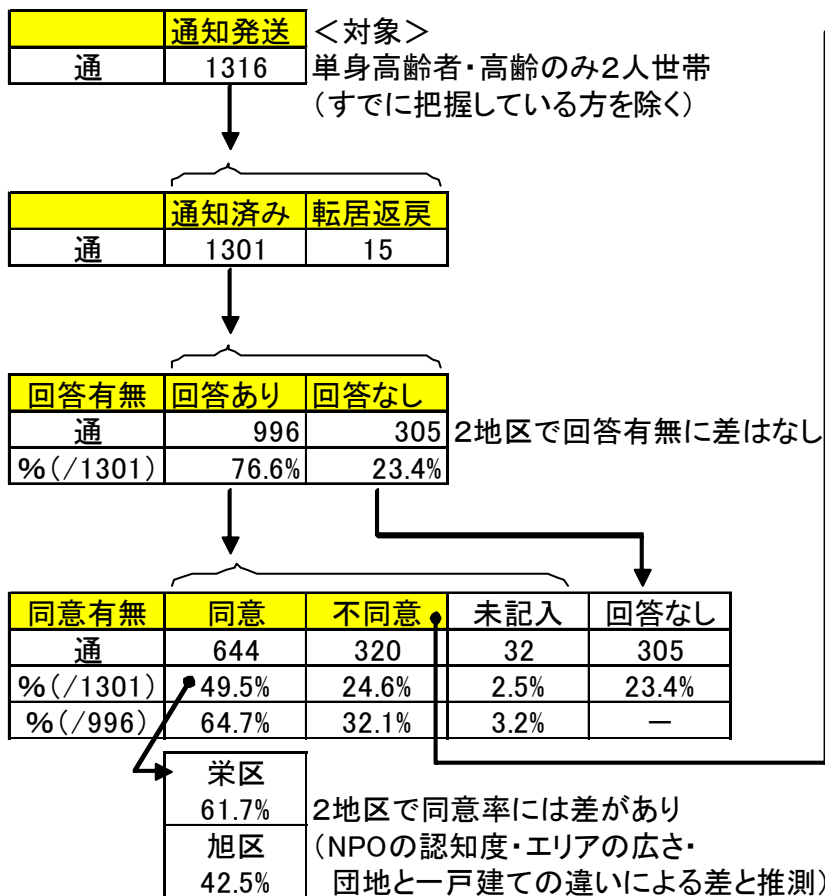 通知発送 <対象>
通 1316 単身高齢者・高齢のみ2人世帯
(すでに把握している方を除く)
通知済み 転居返戻
通 1301 15
回答有無 回答あり 回答なし
通 996 305 2地区で回答有無に差はなし
%(/1301) 76.6% 23.4%
同意有無 同意 不同意 未記入 回答なし
通 644 320 32 305
%(/1301) 49.5% 24.6% 2.5% 23.4%
%(/996) 64.7% 32.1% 3.2% －
栄区
61.7% 2地区で同意率には差があり
旭区 (NPOの認知度・エリアの広さ・
42.5% 団地と一戸建ての違いによる差と推測)